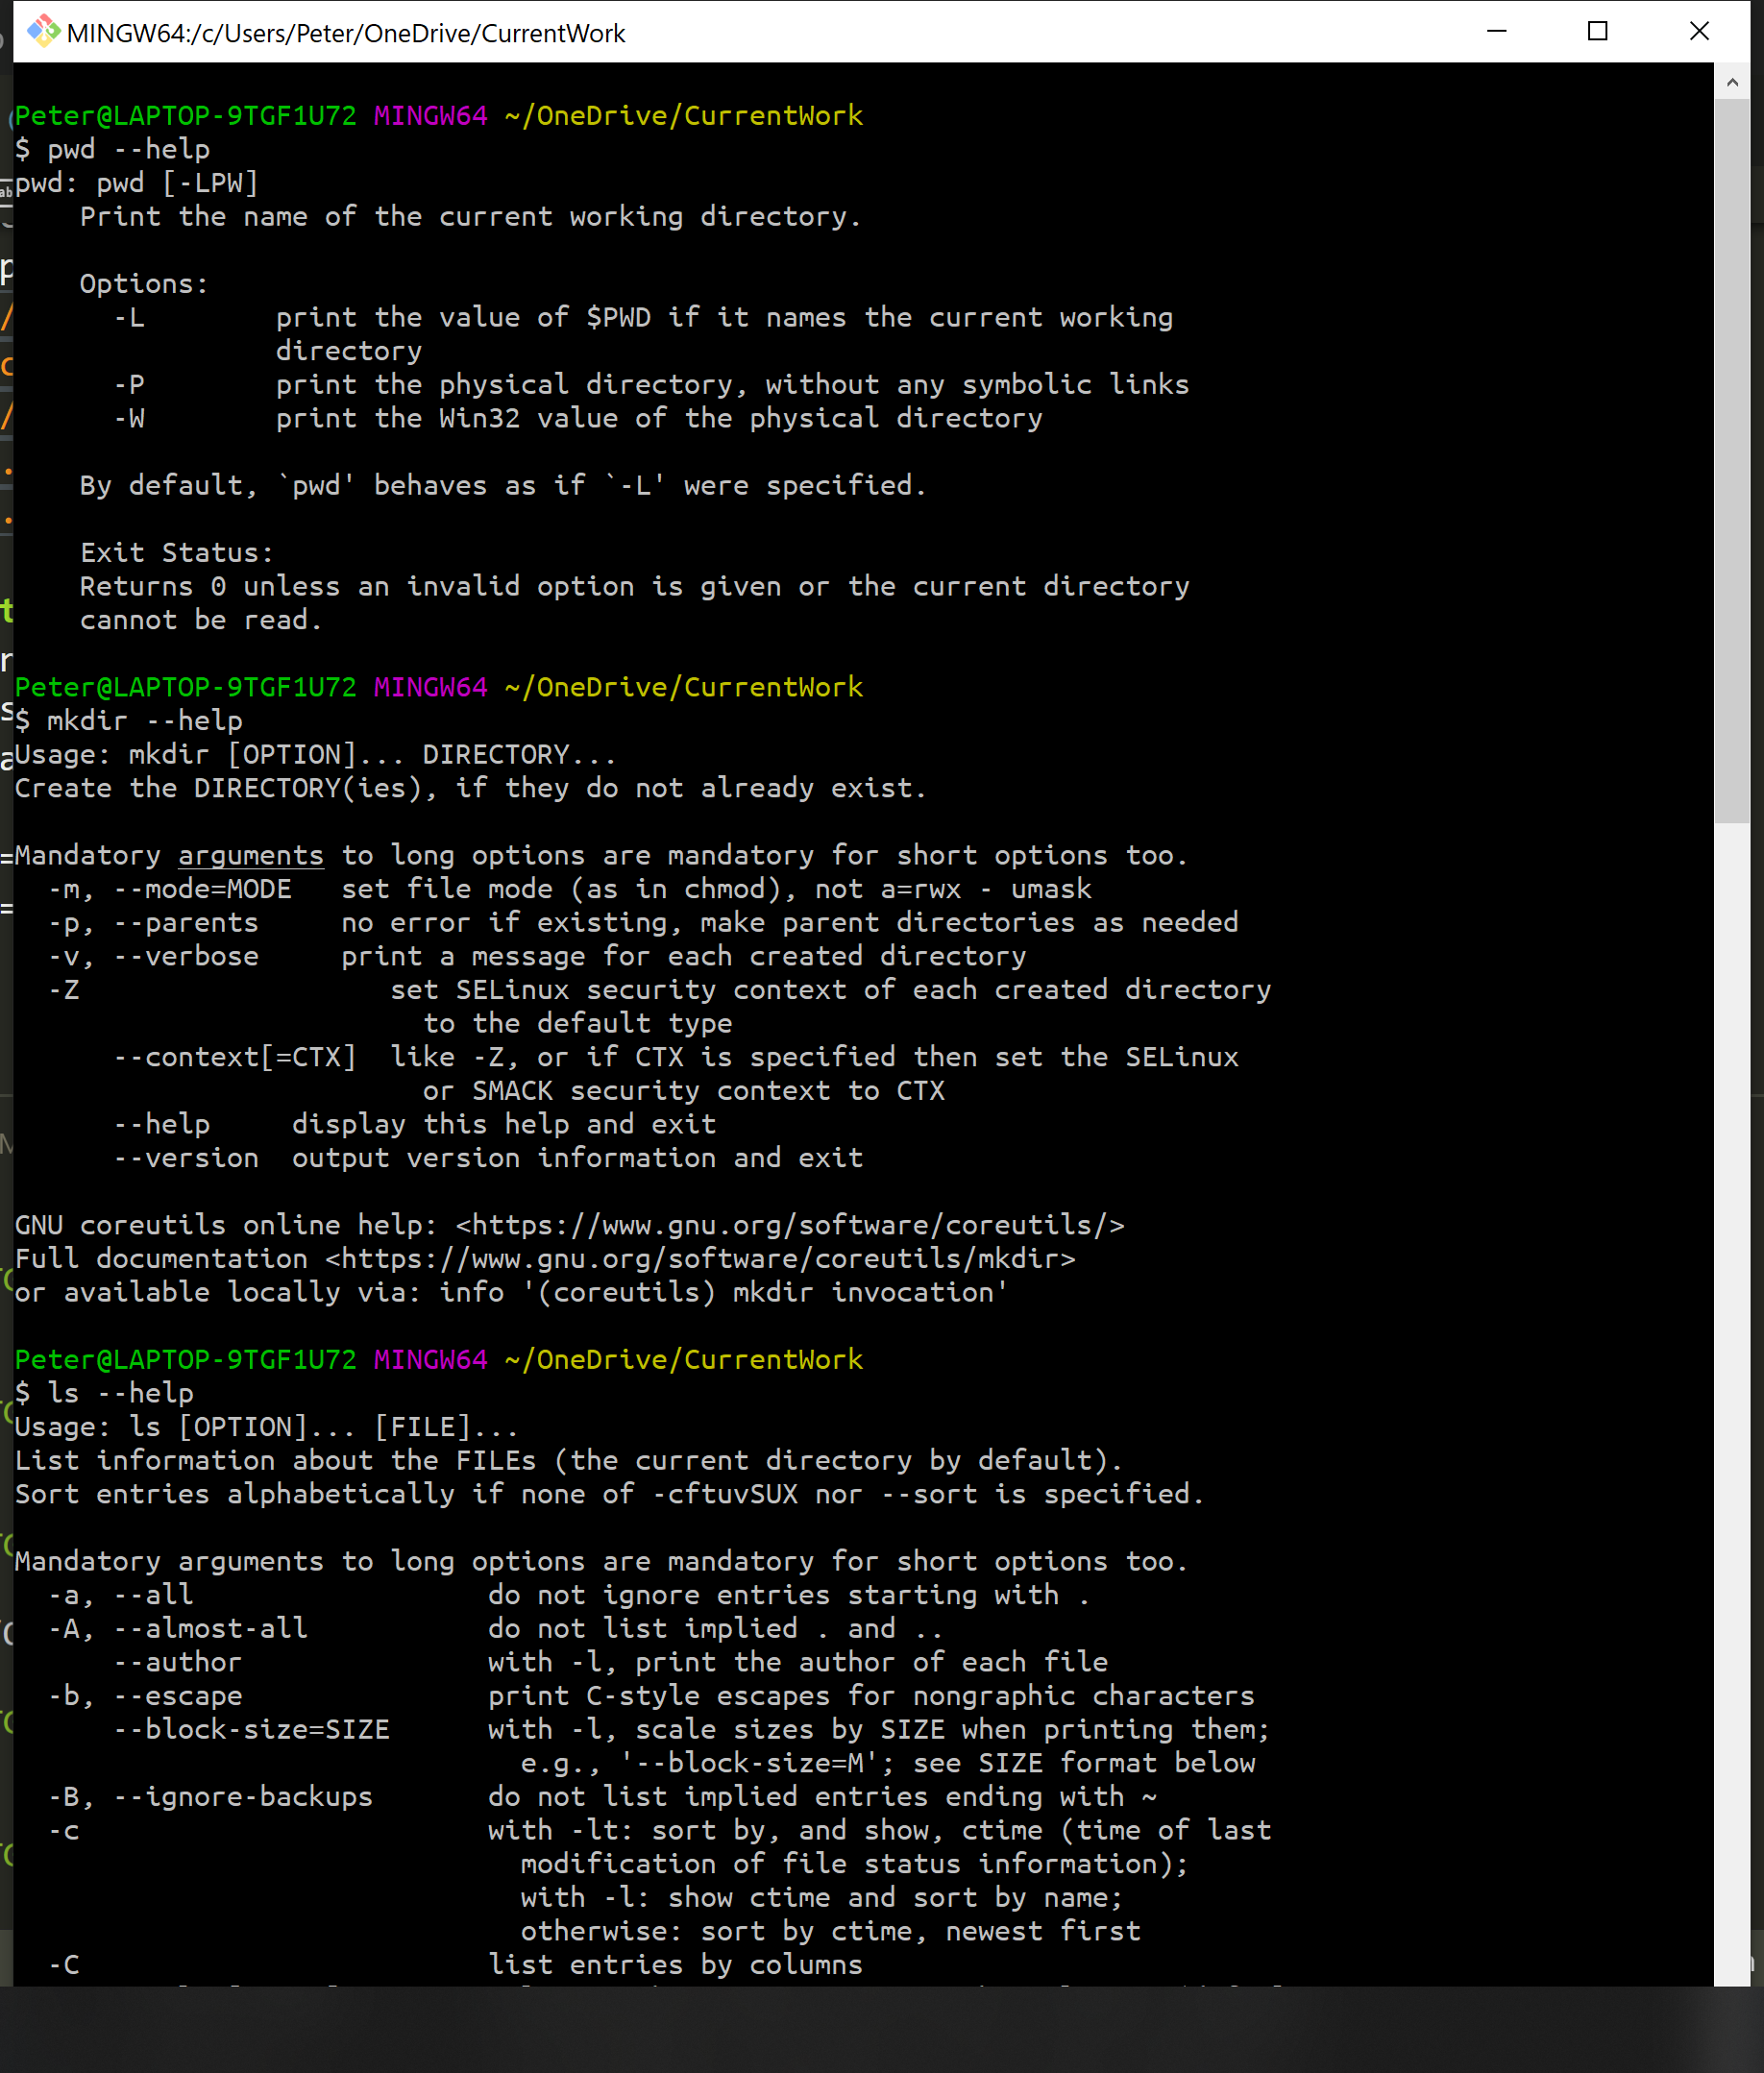 MINGW64:/c/Users/Peter/OneDrive/CurrentWork
Peter@LAPTOP-9TGF1U72 MINGW64 ~/OneDrive/CurrentWork
$ pwd --help
pwd: pwd [-LPW]
    Print the name of the current working directory.

    Options:
      -L        print the value of $PWD if it names the current working
                directory
      -P        print the physical directory, without any symbolic links
      -W        print the Win32 value of the physical directory

    By default, `pwd' behaves as if `-L' were specified.

    Exit Status:
    Returns 0 unless an invalid option is given or the current directory
    cannot be read.

Peter@LAPTOP-9TGF1U72 MINGW64 ~/OneDrive/CurrentWork
$ mkdir --help
Usage: mkdir [OPTION]... DIRECTORY...
Create the DIRECTORY(ies), if they do not already exist.

Mandatory arguments to long options are mandatory for short options too.
  -m, --mode=MODE   set file mode (as in chmod), not a=rwx - umask
  -p, --parents     no error if existing, make parent directories as needed
  -v, --verbose     print a message for each created directory
  -Z                   set SELinux security context of each created directory
                         to the default type
      --context[=CTX]  like -Z, or if CTX is specified then set the SELinux
                         or SMACK security context to CTX
      --help     display this help and exit
      --version  output version information and exit

GNU coreutils online help: <https://www.gnu.org/software/coreutils/>
Full documentation <https://www.gnu.org/software/coreutils/mkdir>
or available locally via: info '(coreutils) mkdir invocation'

Peter@LAPTOP-9TGF1U72 MINGW64 ~/OneDrive/CurrentWork
$ ls --help
Usage: ls [OPTION]... [FILE]...
List information about the FILEs (the current directory by default).
Sort entries alphabetically if none of -cftuvSUX nor --sort is specified.

Mandatory arguments to long options are mandatory for short options too.
  -a, --all                  do not ignore entries starting with .
  -A, --almost-all           do not list implied . and ..
      --author               with -l, print the author of each file
  -b, --escape               print C-style escapes for nongraphic characters
      --block-size=SIZE      with -l, scale sizes by SIZE when printing them;
                               e.g., '--block-size=M'; see SIZE format below
  -B, --ignore-backups       do not list implied entries ending with ~
  -c                         with -lt: sort by, and show, ctime (time of last
                               modification of file status information);
                               with -l: show ctime and sort by name;
                               otherwise: sort by ctime, newest first
  -C                         list entries by columns